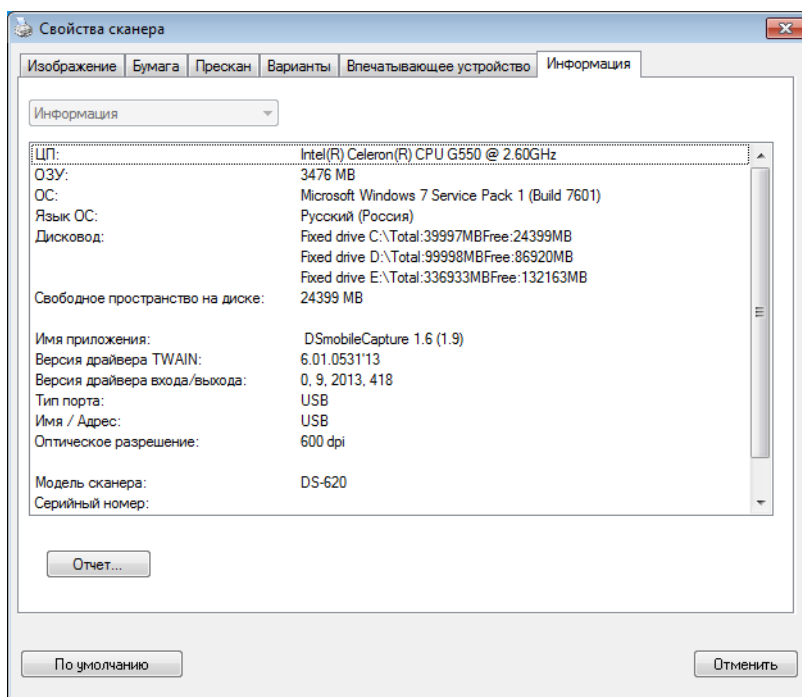 Свойства сканера
Изображение Бумага Прескан Варианты Впечатывающее устройство Информация
Информация
ЦП: Intel(R) Celeron(R) CPU G550 @ 2.60GHz
ОЗУ: 3476 MB
ОС: Microsoft Windows 7 Service Pack 1 (Build 7601)
Язык ОС: Русский (Россия)
Дисковод: Fixed drive C:\Total:39997MBFree:24399MB
Fixed drive D:\Total:99998MBFree:86920MB
Fixed drive E:\Total:336933MBFree:132163MB
Свободное пространство на диске: 24399 MB
Имя приложения: DSmobileCapture 1.6 (1.9)
Версия драйвера TWAIN: 6.01.0531'13
Версия драйвера входа/выхода: 0, 9, 2013, 418
Тип порта: USB
Имя / Адрес: USB
Оптическое разрешение: 600 dpi
Модель сканера: DS-620
Серийный номер:
Отчет...
По умолчанию Отменить